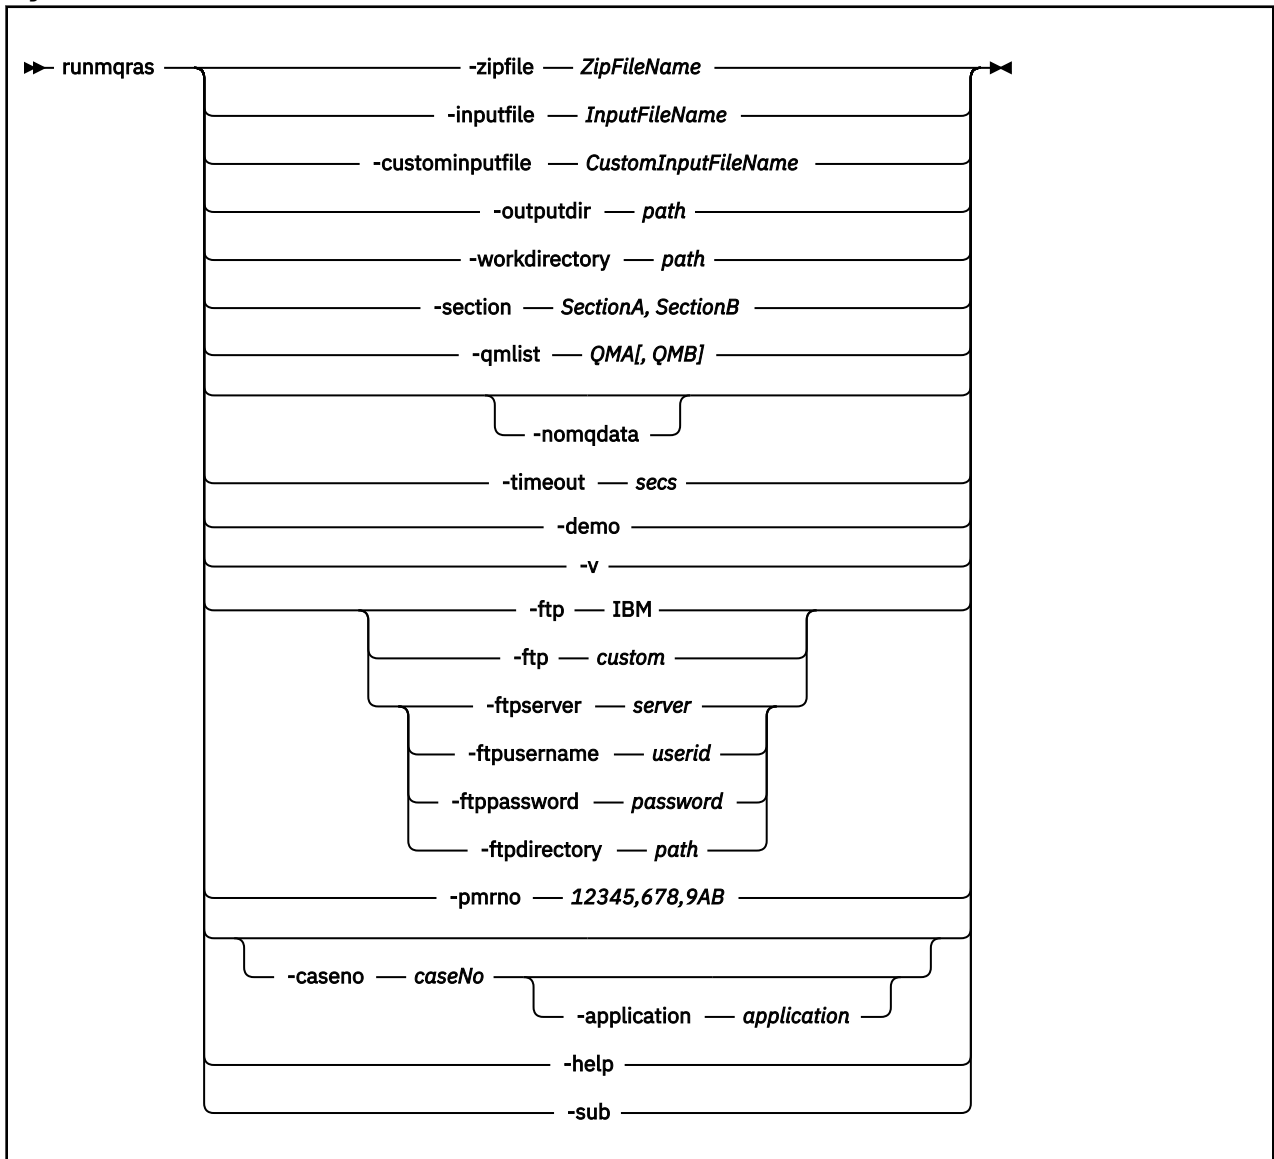 runmqras -zipfile ZipFileName
-inputfile InputFileName
-custominputfile CustomInputFileName
-outputdir path
-workdirectory path
-section SectionA, SectionB
-qmlist QMA[, QMB]
-nomqdata
-timeout secs
-demo
-v
-ftp IBM
-ftp custom
-ftpserver server
-ftpusername userid
-ftppassword password
-ftpdirectory path
-pmrno 12345,678,9AB
-caseno caseNo
-application application
-help
-sub